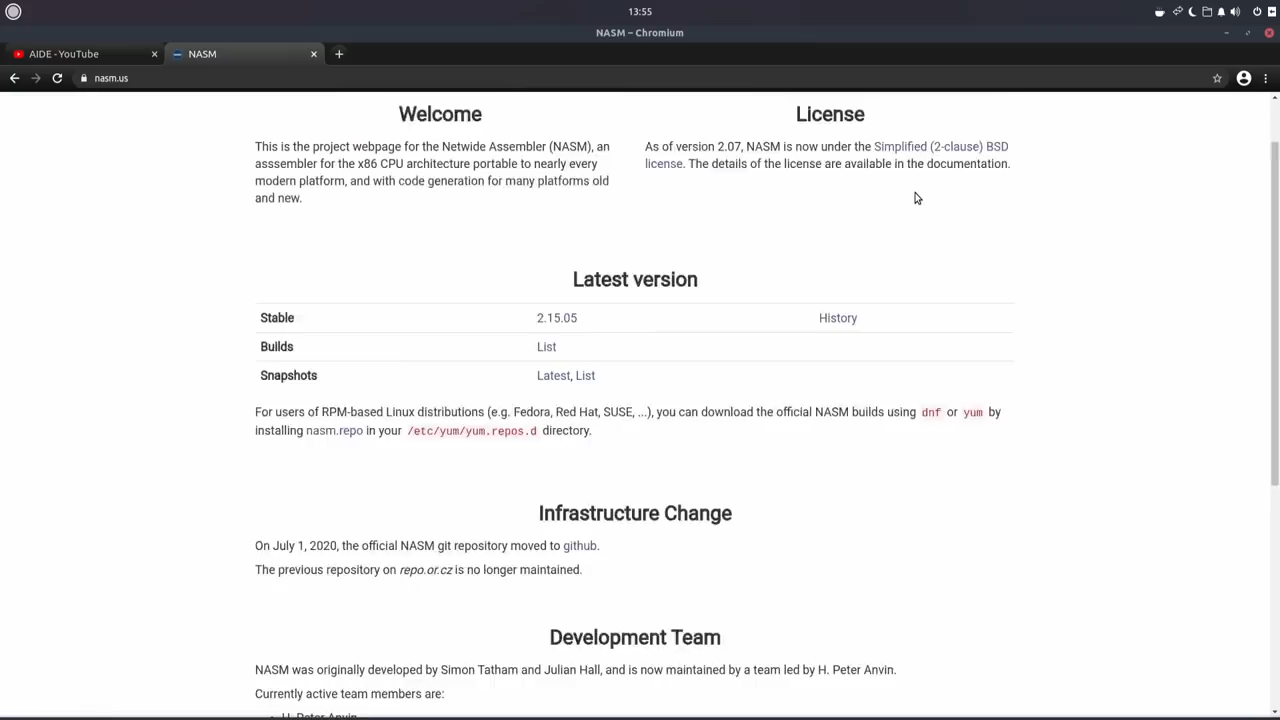 13:55
NASM – Chromium
AIDE - YouTube
NASM
nasm.us
Welcome
This is the project webpage for the Netwide Assembler (NASM), an
asssembler for the x86 CPU architecture portable to nearly every
modern platform, and with code generation for many platforms old
and new.
License
As of version 2.07, NASM is now under the Simplified (2-clause) BSD
license. The details of the license are available in the documentation.
Latest version
Stable 2.15.05 History
Builds List
Snapshots Latest, List
For users of RPM-based Linux distributions (e.g. Fedora, Red Hat, SUSE, ...), you can download the official NASM builds using dnf or yum by
installing nasm.repo in your /etc/yum/yum.repos.d directory.
Infrastructure Change
On July 1, 2020, the official NASM git repository moved to github.
The previous repository on repo.or.cz is no longer maintained.
Development Team
NASM was originally developed by Simon Tatham and Julian Hall, and is now maintained by a team led by H. Peter Anvin.
Currently active team members are:
H. Peter Anvin